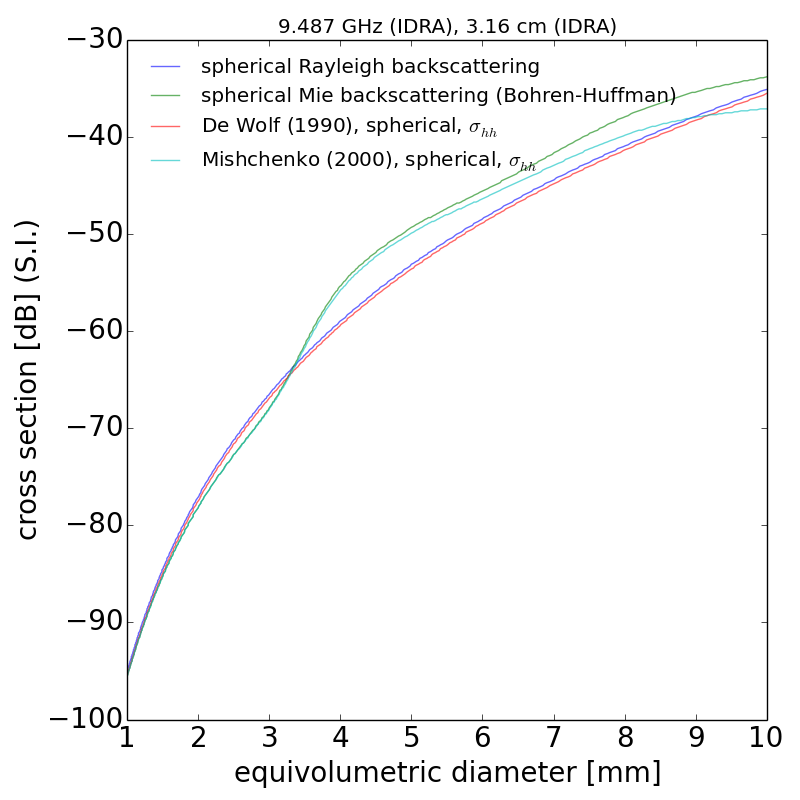 9.487 GHz (IDRA), 3.16 cm (IDRA)
spherical Rayleigh backscattering
spherical Mie backscattering (Bohren-Huffman)
De Wolf (1990), spherical, σ_hh
Mishchenko (2000), spherical, σ_hh
cross section [dB] (S.I.)
−30
−40
−50
−60
−70
−80
−90
−100
1 2 3 4 5 6 7 8 9 10
equivolumetric diameter [mm]